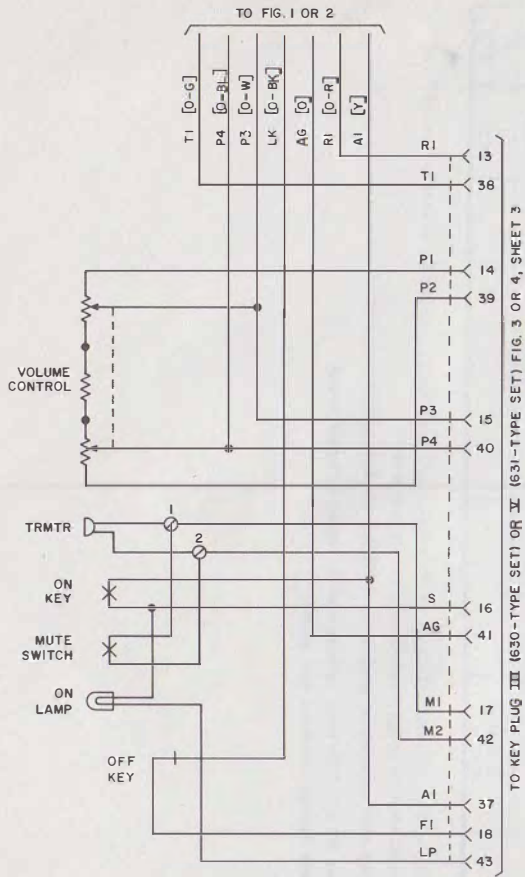 TO FIG. 1 OR 2
T1 [O-G]
P4 [O-BL]
P3 [O-W]
LK [O-BK]
AG [O]
R1 [O-R]
A1 [Y]
R1 13
T1 38
P1 14
P2 39
VOLUME
CONTROL
P3 15
P4 40
1
TRMTR
2
ON
KEY
S 16
AG 41
MUTE
SWITCH
M1 17
ON
LAMP
M2 42
OFF
KEY
A1 37
F1 18
LP 43
TO KEY PLUG III (630-TYPE SET) OR V (631-TYPE SET) FIG. 3 OR 4, SHEET 3